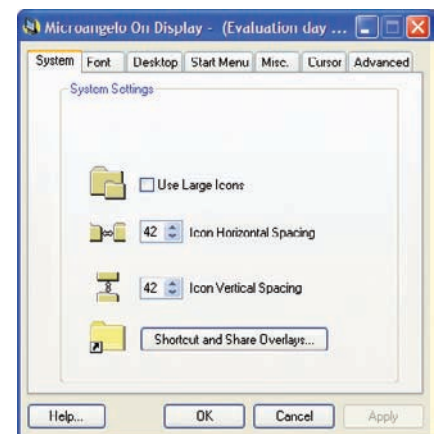 Microangelo On Display - (Evaluation day ...
System Font Desktop Start Menu Misc. Cursor Advanced
System Settings
Use Large Icons
42 Icon Horizontal Spacing
42 Icon Vertical Spacing
Shortcut and Share Overlays...
Help... OK Cancel Apply